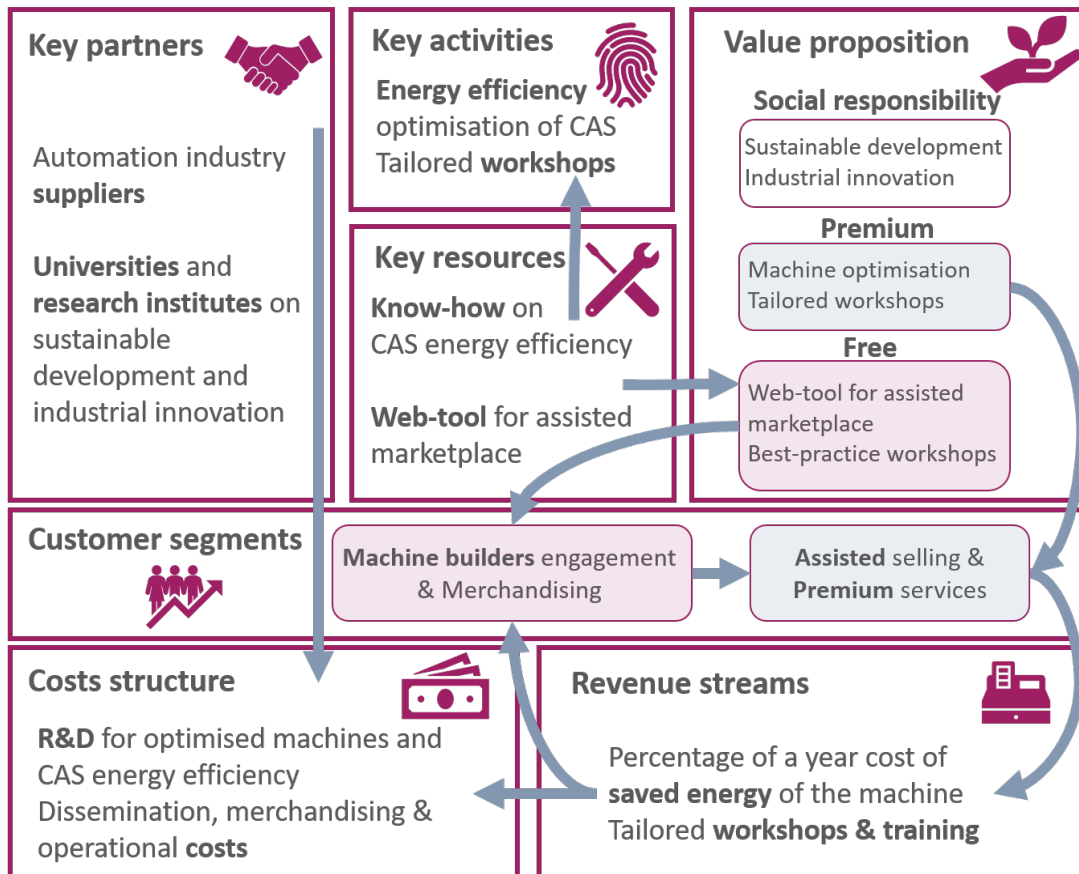 Key partners
Automation industry
suppliers
Universities and
research institutes on
sustainable
development and
industrial innovation
Key activities
Energy efficiency
optimisation of CAS
Tailored workshops
Key resources
Know-how on
CAS energy efficiency
Web-tool for assisted
marketplace
Value proposition
Social responsibility
Sustainable development
Industrial innovation
Premium
Machine optimisation
Tailored workshops
Free
Web-tool for assisted
marketplace
Best-practice workshops
Customer segments
Machine builders engagement
& Merchandising
Assisted selling &
Premium services
Costs structure
R&D for optimised machines and
CAS energy efficiency
Dissemination, merchandising &
operational costs
Revenue streams
Percentage of a year cost of
saved energy of the machine
Tailored workshops & training